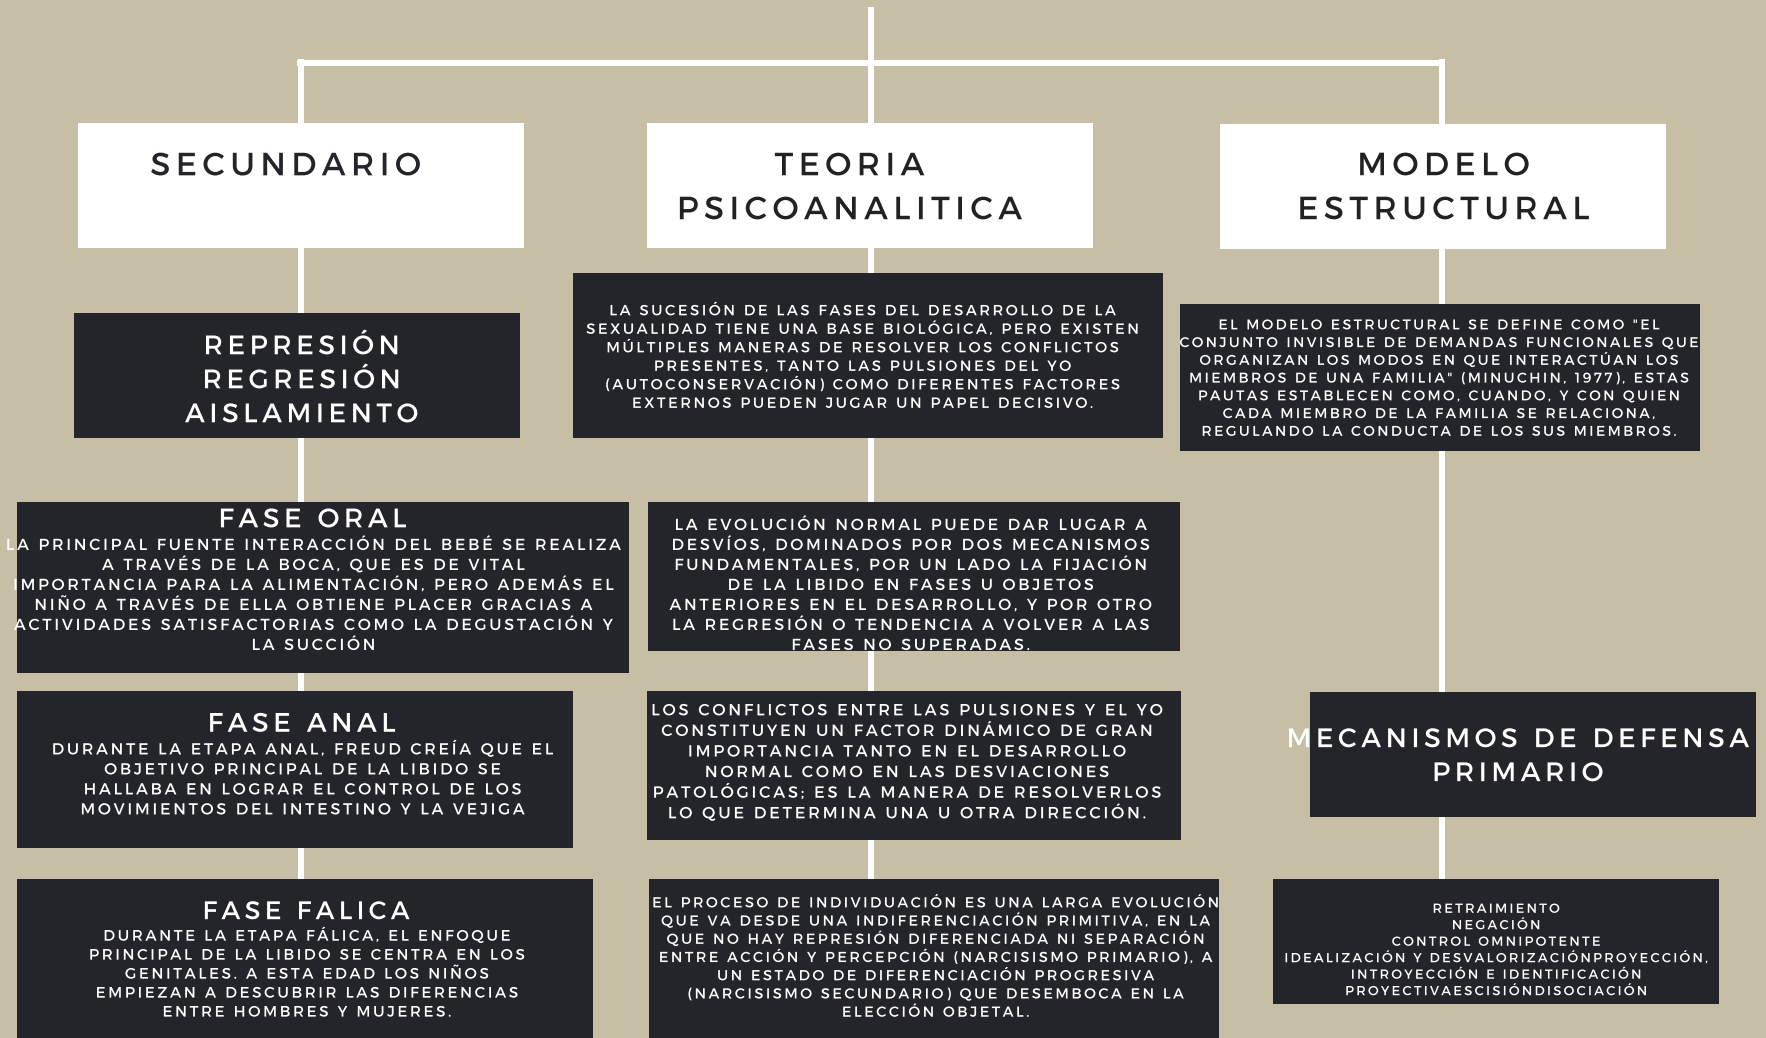 SECUNDARIO
REPRESIÓN
REGRESIÓN
AISLAMIENTO
FASE ORAL
LA PRINCIPAL FUENTE INTERACCIÓN DEL BEBÉ SE REALIZA
A TRAVÉS DE LA BOCA, QUE ES DE VITAL
IMPORTANCIA PARA LA ALIMENTACIÓN, PERO ADEMÁS EL
NIÑO A TRAVÉS DE ELLA OBTIENE PLACER GRACIAS A
ACTIVIDADES SATISFACTORIAS COMO LA DEGUSTACIÓN Y
LA SUCCIÓN
FASE ANAL
DURANTE LA ETAPA ANAL, FREUD CREÍA QUE EL
OBJETIVO PRINCIPAL DE LA LIBIDO SE
HALLABA EN LOGRAR EL CONTROL DE LOS
MOVIMIENTOS DEL INTESTINO Y LA VEJIGA
FASE FALICA
DURANTE LA ETAPA FÁLICA, EL ENFOQUE
PRINCIPAL DE LA LIBIDO SE CENTRA EN LOS
GENITALES. A ESTA EDAD LOS NIÑOS
EMPIEZAN A DESCUBRIR LAS DIFERENCIAS
ENTRE HOMBRES Y MUJERES.
TEORIA
PSICOANALITICA
LA SUCESIÓN DE LAS FASES DEL DESARROLLO DE LA
SEXUALIDAD TIENE UNA BASE BIOLÓGICA, PERO EXISTEN
MÚLTIPLES MANERAS DE RESOLVER LOS CONFLICTOS
PRESENTES, TANTO LAS PULSIONES DEL YO
(AUTOCONSERVACIÓN) COMO DIFERENTES FACTORES
EXTERNOS PUEDEN JUGAR UN PAPEL DECISIVO.
LA EVOLUCIÓN NORMAL PUEDE DAR LUGAR A
DESVÍOS, DOMINADOS POR DOS MECANISMOS
FUNDAMENTALES, POR UN LADO LA FIJACIÓN
DE LA LIBIDO EN FASES U OBJETOS
ANTERIORES EN EL DESARROLLO, Y POR OTRO
LA REGRESIÓN O TENDENCIA A VOLVER A LAS
FASES NO SUPERADAS.
LOS CONFLICTOS ENTRE LAS PULSIONES Y EL YO
CONSTITUYEN UN FACTOR DINÁMICO DE GRAN
IMPORTANCIA TANTO EN EL DESARROLLO
NORMAL COMO EN LAS DESVIACIONES
PATOLÓGICAS; ES LA MANERA DE RESOLVERLOS
LO QUE DETERMINA UNA U OTRA DIRECCIÓN.
EL PROCESO DE INDIVIDUACIÓN ES UNA LARGA EVOLUCIÓN
QUE VA DESDE UNA INDIFERENCIACIÓN PRIMITIVA, EN LA
QUE NO HAY REPRESIÓN DIFERENCIADA NI SEPARACIÓN
ENTRE ACCIÓN Y PERCEPCIÓN (NARCISISMO PRIMARIO), A
UN ESTADO DE DIFERENCIACIÓN PROGRESIVA
(NARCISISMO SECUNDARIO) QUE DESEMBOCA EN LA
ELECCIÓN OBJETAL.
MODELO
ESTRUCTURAL
EL MODELO ESTRUCTURAL SE DEFINE COMO "EL
CONJUNTO INVISIBLE DE DEMANDAS FUNCIONALES QUE
ORGANIZAN LOS MODOS EN QUE INTERACTÚAN LOS
MIEMBROS DE UNA FAMILIA" (MINUCHIN, 1977), ESTAS
PAUTAS ESTABLECEN COMO, CUANDO, Y CON QUIEN
CADA MIEMBRO DE LA FAMILIA SE RELACIONA,
REGULANDO LA CONDUCTA DE LOS SUS MIEMBROS.
MECANISMOS DE DEFENSA
PRIMARIO
RETRAIMIENTO
NEGACIÓN
CONTROL OMNIPOTENTE
IDEALIZACIÓN Y DESVALORIZACIÓNPROYECCIÓN,
INTROYECCIÓN E IDENTIFICACIÓN
PROYECTIVAESCISIÓNDISOCIACIÓN